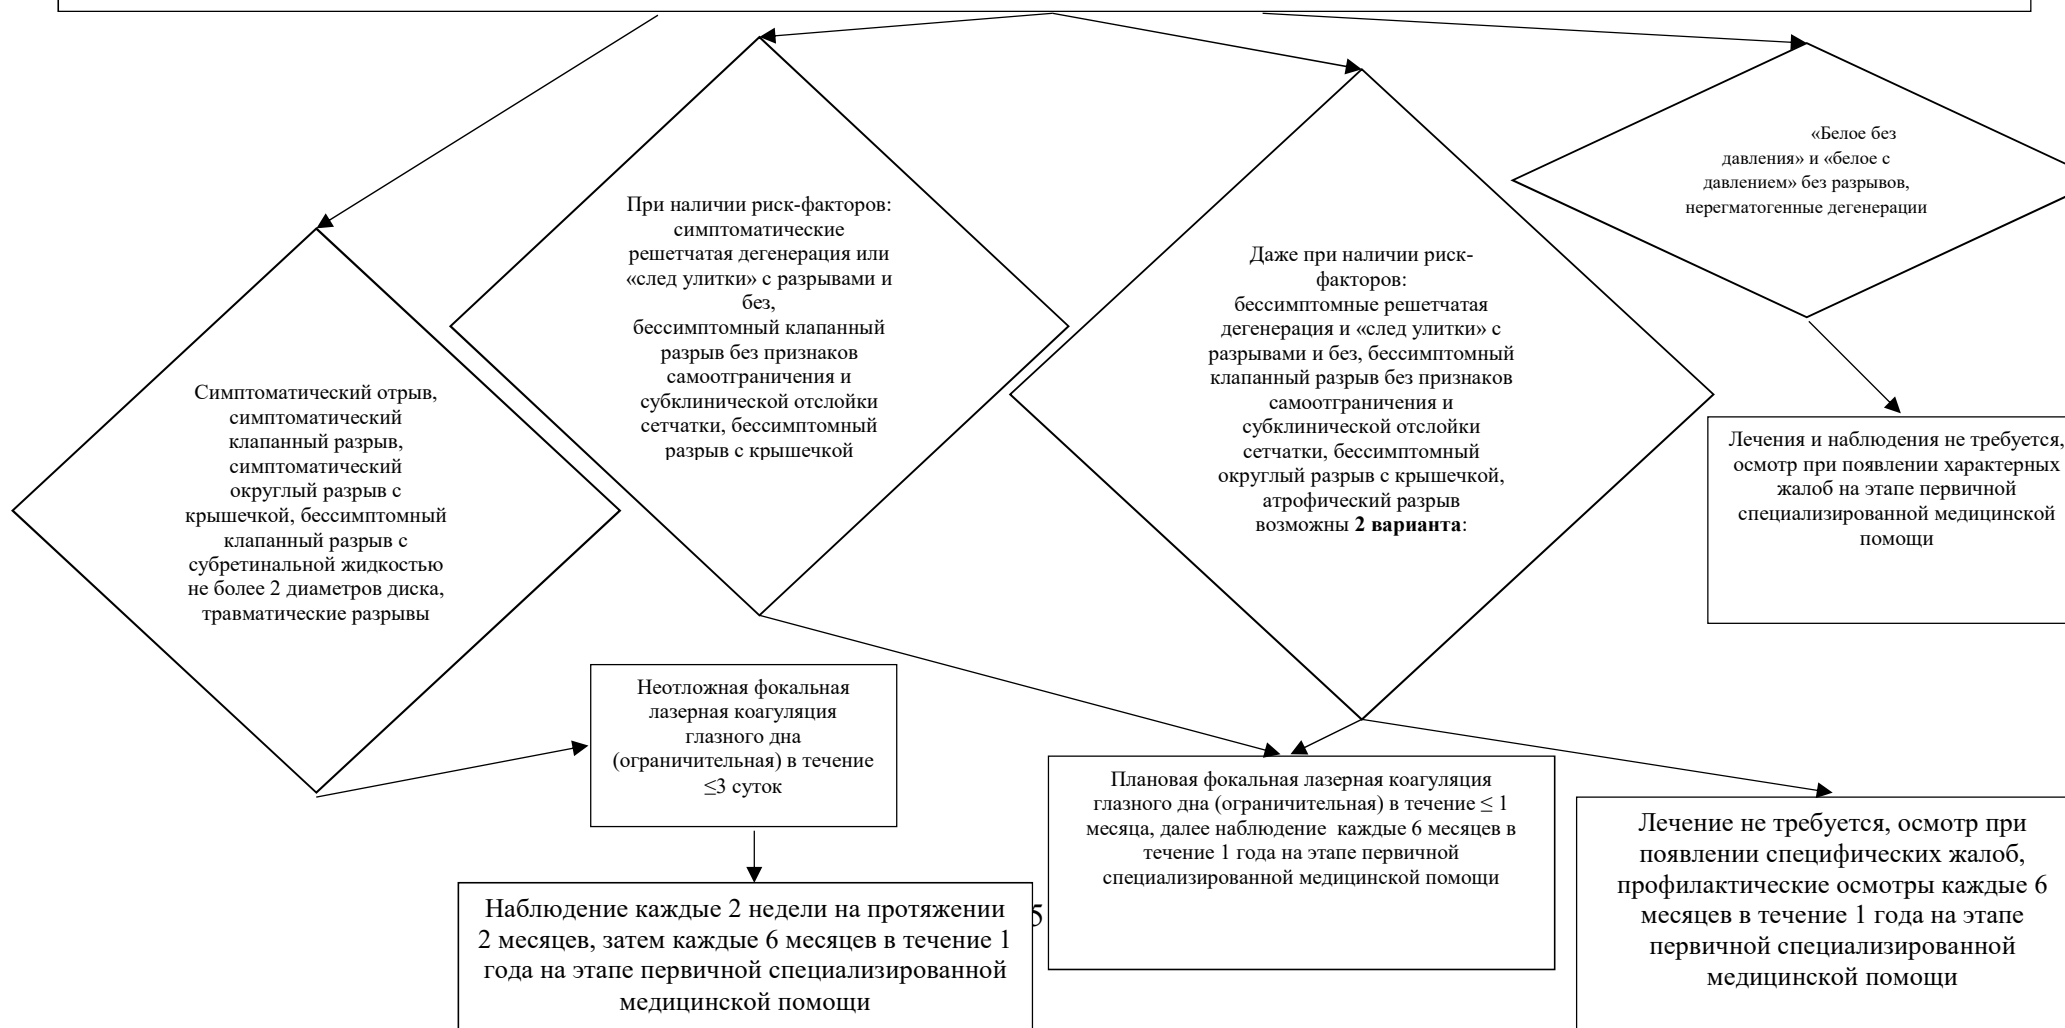 «Белое без
давления» и «белое с
давлением» без разрывов,
нерегматогенные дегенерации
При наличии риск-факторов:
симптоматические
решетчатая дегенерация или
«след улитки» с разрывами и
без,
бессимптомный клапанный
разрыв без признаков
самоотграничения и
субклинической отслойки
сетчатки, бессимптомный
разрыв с крышечкой
Даже при наличии риск-
факторов:
бессимптомные решетчатая
дегенерация и «след улитки» с
разрывами и без, бессимптомный
клапанный разрыв без признаков
самоотграничения и
субклинической отслойки
сетчатки, бессимптомный
округлый разрыв с крышечкой,
атрофический разрыв
возможны 2 варианта:
Симптоматический отрыв,
симптоматический
клапанный разрыв,
симптоматический
округлый разрыв с
крышечкой, бессимптомный
клапанный разрыв с
субретинальной жидкостью
не более 2 диаметров диска,
травматические разрывы
Лечения и наблюдения не требуется,
осмотр при появлении характерных
жалоб на этапе первичной
специализированной медицинской
помощи
Неотложная фокальная
лазерная коагуляция
глазного дна
(ограничительная) в течение
≤3 суток
Плановая фокальная лазерная коагуляция
глазного дна (ограничительная) в течение ≤ 1
месяца, далее наблюдение  каждые 6 месяцев в
течение 1 года на этапе первичной
специализированной медицинской помощи
Лечение не требуется, осмотр при
появлении специфических жалоб,
профилактические осмотры каждые 6
месяцев в течение 1 года на этапе
первичной специализированной
медицинской помощи
Наблюдение каждые 2 недели на протяжении
2 месяцев, затем каждые 6 месяцев в течение 1
года на этапе первичной специализированной
медицинской помощи
5